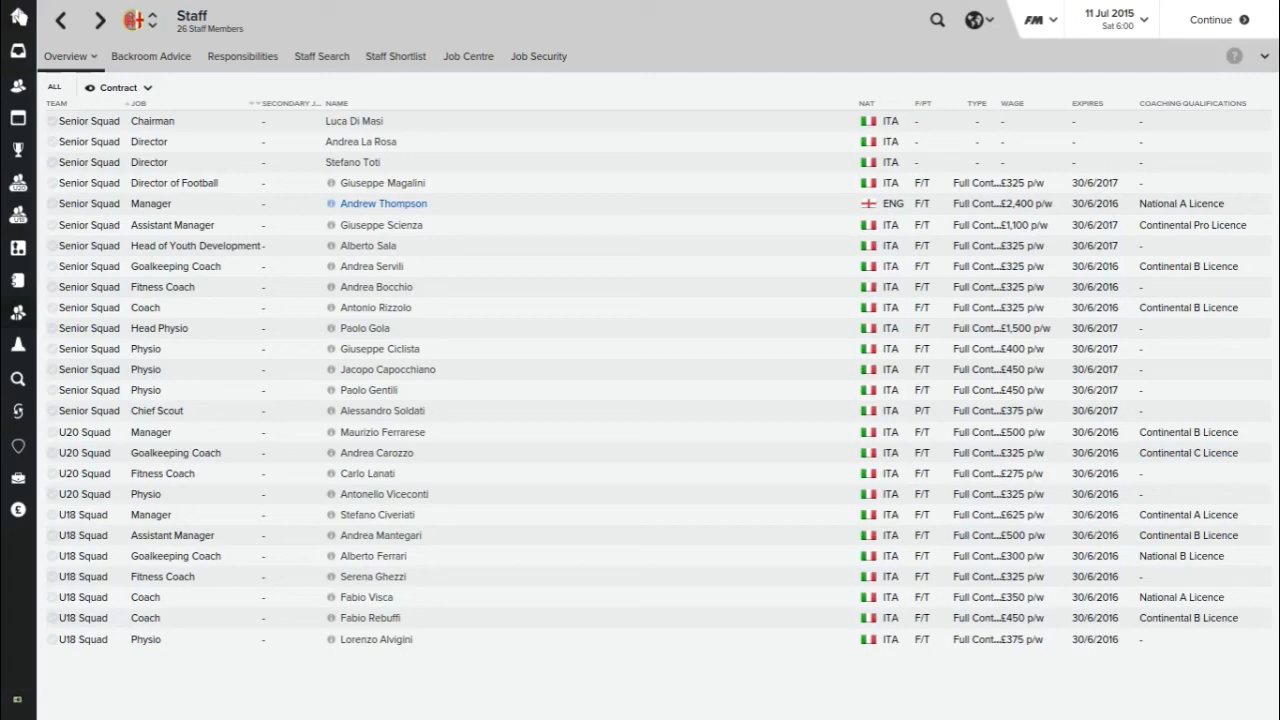 Staff
26 Staff Members
FM
11 Jul 2015
Sat 6:00
Continue
Overview Backroom Advice Responsibilities Staff Search Staff Shortlist Job Centre Job Security ?
ALL Contract
TEAM JOB SECONDARY J... NAME NAT F/PT TYPE WAGE EXPIRES COACHING QUALIFICATIONS
Senior Squad Chairman - Luca Di Masi ITA - - - - -
Senior Squad Director - Andrea La Rosa ITA - - - - -
Senior Squad Director - Stefano Toti ITA - - - - -
Senior Squad Director of Football - Giuseppe Magalini ITA F/T Full Cont...£325 p/w 30/6/2017 -
Senior Squad Manager - Andrew Thompson ENG F/T Full Cont...£2,400 p/w 30/6/2016 National A Licence
Senior Squad Assistant Manager - Giuseppe Scienza ITA F/T Full Cont...£1,100 p/w 30/6/2017 Continental Pro Licence
Senior Squad Head of Youth Development - Alberto Sala ITA F/T Full Cont...£325 p/w 30/6/2017 -
Senior Squad Goalkeeping Coach - Andrea Servili ITA F/T Full Cont...£325 p/w 30/6/2016 Continental B Licence
Senior Squad Fitness Coach - Andrea Bocchio ITA F/T Full Cont...£325 p/w 30/6/2016 -
Senior Squad Coach - Antonio Rizzolo ITA F/T Full Cont...£325 p/w 30/6/2016 Continental B Licence
Senior Squad Head Physio - Paolo Gola ITA F/T Full Cont...£1,500 p/w 30/6/2017 -
Senior Squad Physio - Giuseppe Ciclista ITA F/T Full Cont...£400 p/w 30/6/2017 -
Senior Squad Physio - Jacopo Capocchiano ITA F/T Full Cont...£450 p/w 30/6/2017 -
Senior Squad Physio - Paolo Gentili ITA F/T Full Cont...£450 p/w 30/6/2017 -
Senior Squad Chief Scout - Alessandro Soldati ITA P/T Full Cont...£375 p/w 30/6/2017 -
U20 Squad Manager - Maurizio Ferrarese ITA F/T Full Cont...£500 p/w 30/6/2016 Continental B Licence
U20 Squad Goalkeeping Coach - Andrea Carozzo ITA F/T Full Cont...£325 p/w 30/6/2016 Continental C Licence
U20 Squad Fitness Coach - Carlo Lanati ITA F/T Full Cont...£275 p/w 30/6/2016 -
U20 Squad Physio - Antonello Viceconti ITA F/T Full Cont...£325 p/w 30/6/2016 -
U18 Squad Manager - Stefano Civeriati ITA F/T Full Cont...£625 p/w 30/6/2016 Continental A Licence
U18 Squad Assistant Manager - Andrea Mantegari ITA F/T Full Cont...£500 p/w 30/6/2016 Continental B Licence
U18 Squad Goalkeeping Coach - Alberto Ferrari ITA F/T Full Cont...£300 p/w 30/6/2016 National B Licence
U18 Squad Fitness Coach - Serena Ghezzi ITA F/T Full Cont...£325 p/w 30/6/2016 -
U18 Squad Coach - Fabio Visca ITA F/T Full Cont...£350 p/w 30/6/2016 National A Licence
U18 Squad Coach - Fabio Rebuffi ITA F/T Full Cont...£450 p/w 30/6/2016 Continental B Licence
U18 Squad Physio - Lorenzo Alvigini ITA F/T Full Cont...£375 p/w 30/6/2016 -